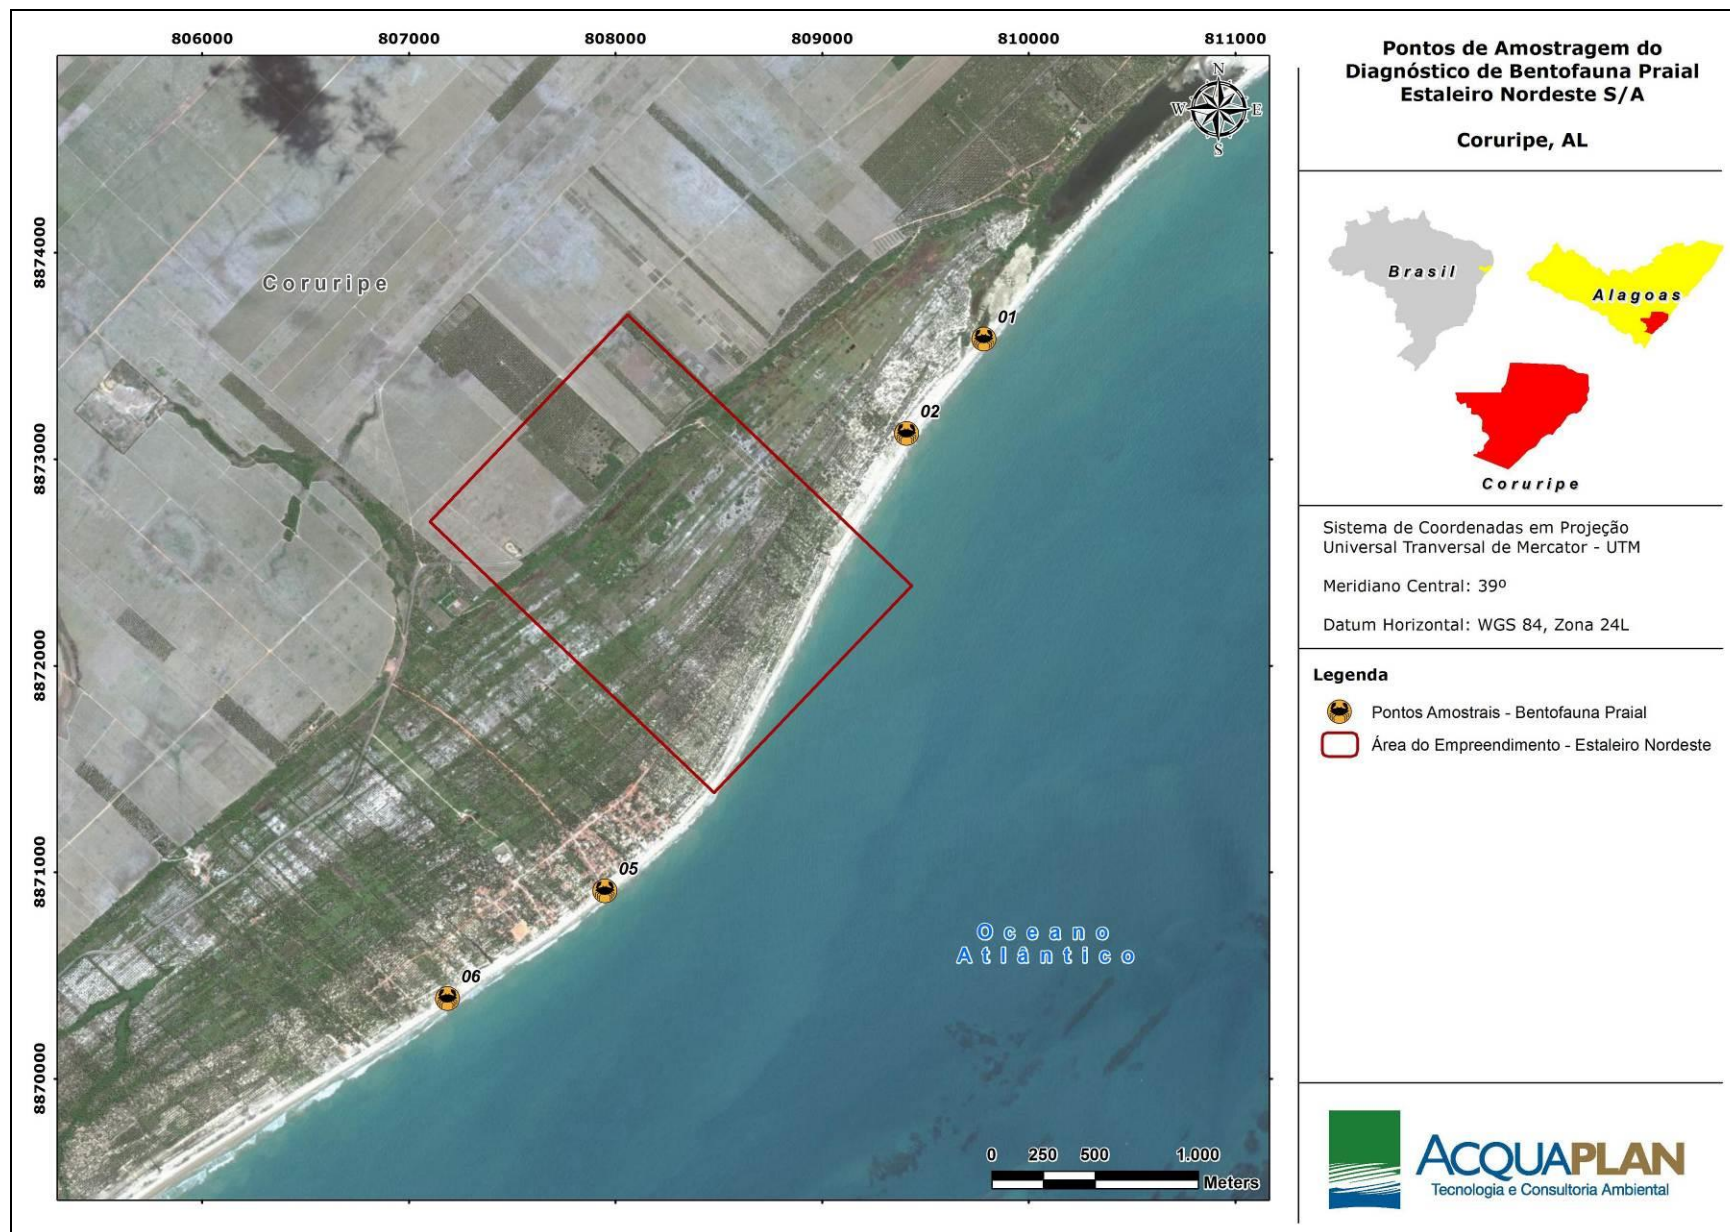 806000 807000 808000 809000 810000 811000
8874000
8873000
8872000
8871000
8870000
N
W E
S
Coruripe
01
02
05
06
Oceano
Atlântico
0 250 500 1.000
Meters
Pontos de Amostragem do
Diagnóstico de Bentofauna Praial
Estaleiro Nordeste S/A
Coruripe, AL
Brasil
Alagoas
Coruripe
Sistema de Coordenadas em Projeção
Universal Tranversal de Mercator - UTM
Meridiano Central: 39º
Datum Horizontal: WGS 84, Zona 24L
Legenda
Pontos Amostrais - Bentofauna Praial
Área do Empreendimento - Estaleiro Nordeste
ACQUAPLAN
Tecnologia e Consultoria Ambiental